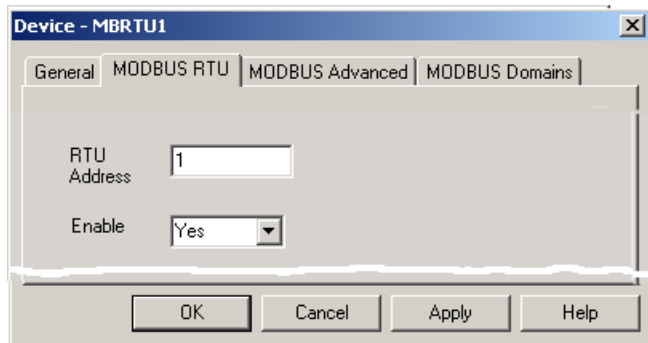 Device - MBRTU1
General MODBUS RTU MODBUS Advanced MODBUS Domains
RTU
Address
1
Enable
Yes
OK Cancel Apply Help